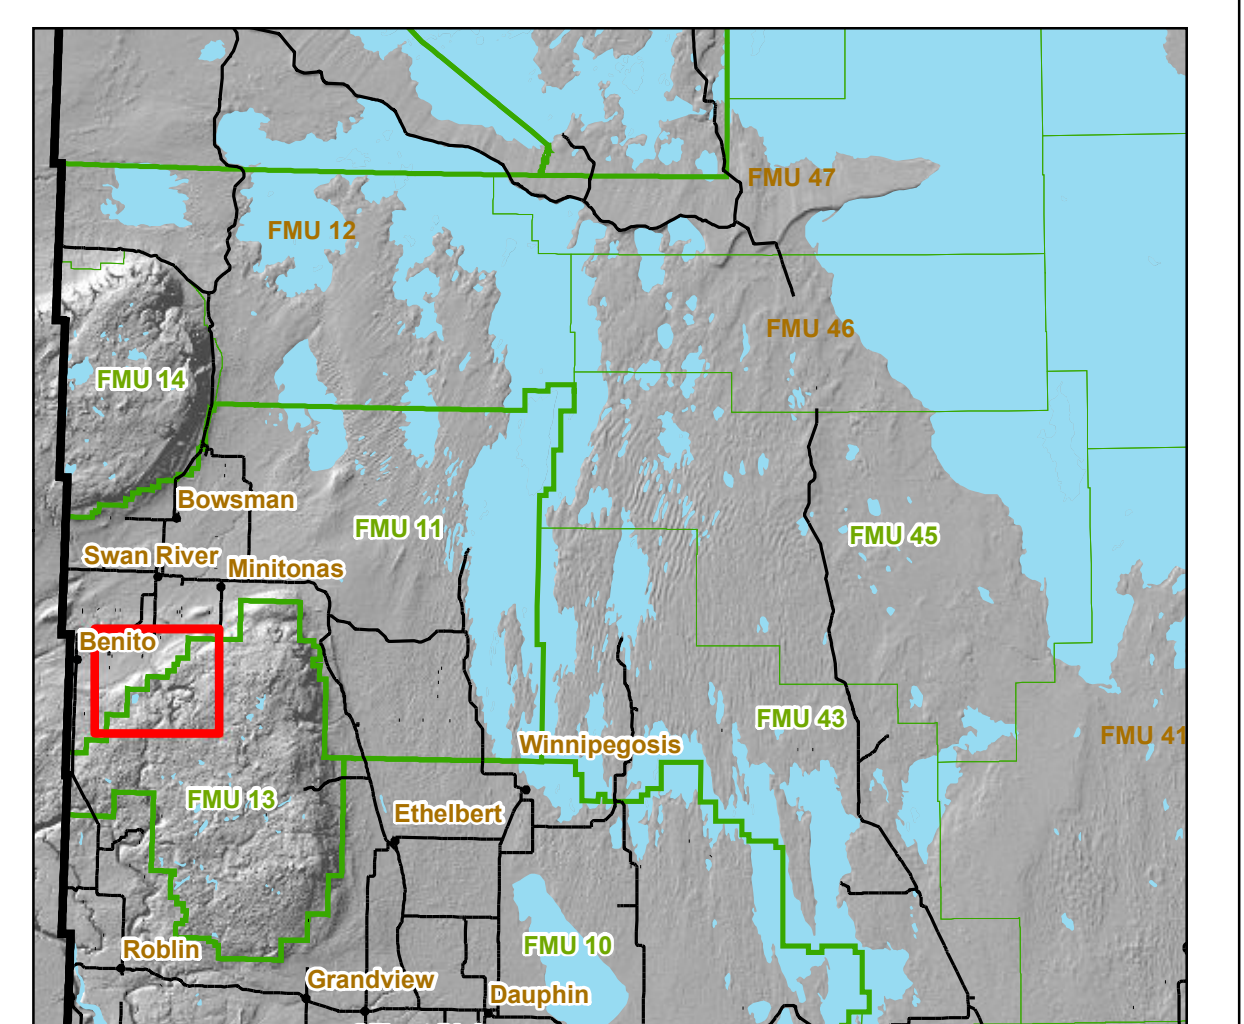 FMU 47
FMU 12
FMU 46
FMU 14
Bowsman
FMU 11
FMU 45
Swan River
Minitonas
Benito
FMU 43
FMU 41
Winnipegosis
FMU 13
Ethelbert
FMU 10
Roblin
Grandview
Dauphin